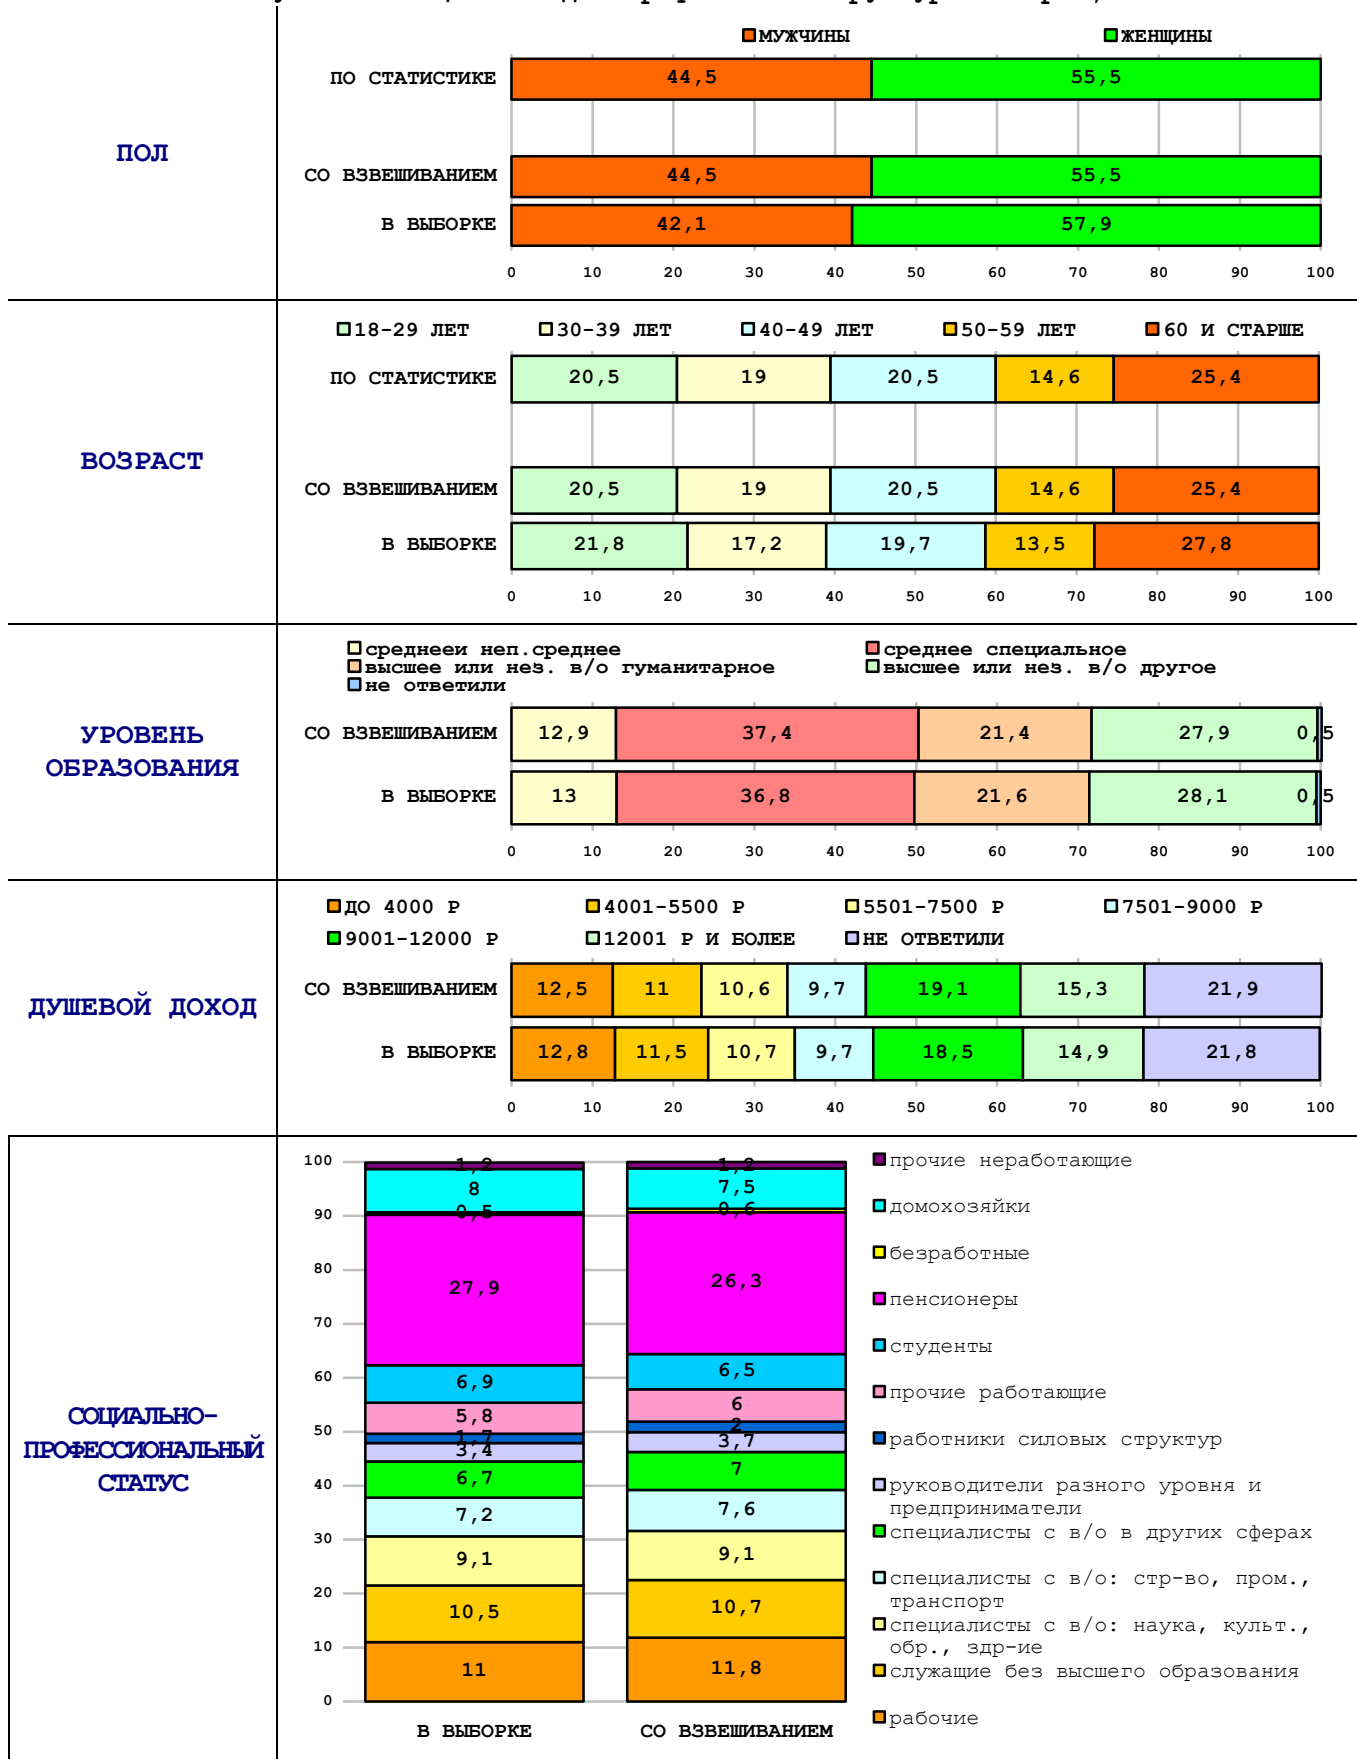 МУЖЧИНЫ ЖЕНЩИНЫ
ПО СТАТИСТИКЕ 44,5 55,5
ПОЛ
СО ВЗВЕШИВАНИЕМ 44,5 55,5
В ВЫБОРКЕ 42,1 57,9
0 10 20 30 40 50 60 70 80 90 100
18-29 ЛЕТ 30-39 ЛЕТ 40-49 ЛЕТ 50-59 ЛЕТ 60 И СТАРШЕ
ПО СТАТИСТИКЕ 20,5 19 20,5 14,6 25,4
ВОЗРАСТ
СО ВЗВЕШИВАНИЕМ 20,5 19 20,5 14,6 25,4
В ВЫБОРКЕ 21,8 17,2 19,7 13,5 27,8
0 10 20 30 40 50 60 70 80 90 100
среднееи неп.среднее среднее специальное
высшее или нез. в/о гуманитарное высшее или нез. в/о другое
не ответили
УРОВЕНЬ
ОБРАЗОВАНИЯ
СО ВЗВЕШИВАНИЕМ 12,9 37,4 21,4 27,9 0,5
В ВЫБОРКЕ 13 36,8 21,6 28,1 0,5
0 10 20 30 40 50 60 70 80 90 100
ДО 4000 Р 4001-5500 Р 5501-7500 Р 7501-9000 Р
9001-12000 Р 12001 Р И БОЛЕЕ НЕ ОТВЕТИЛИ
ДУШЕВОЙ ДОХОД
СО ВЗВЕШИВАНИЕМ 12,5 11 10,6 9,7 19,1 15,3 21,9
В ВЫБОРКЕ 12,8 11,5 10,7 9,7 18,5 14,9 21,8
0 10 20 30 40 50 60 70 80 90 100
СОЦИАЛЬНО-
ПРОФЕССИОНАЛЬНЫЙ
СТАТУС
100
90
80
70
60
50
40
30
20
10
0
1,2 1,2
8 7,5
0,5 0,6
27,9 26,3
6,9 6,5
5,8 6
1,7 2
3,4 3,7
6,7 7
7,2 7,6
9,1 9,1
10,5 10,7
11 11,8
В ВЫБОРКЕ СО ВЗВЕШИВАНИЕМ
прочие неработающие
домохозяйки
безработные
пенсионеры
студенты
прочие работающие
работники силовых структур
руководители разного уровня и
предприниматели
специалисты с в/о в других сферах
специалисты с в/о: стр-во, пром.,
транспорт
специалисты с в/о: наука, культ.,
обр., здр-ие
служащие без высшего образования
рабочие